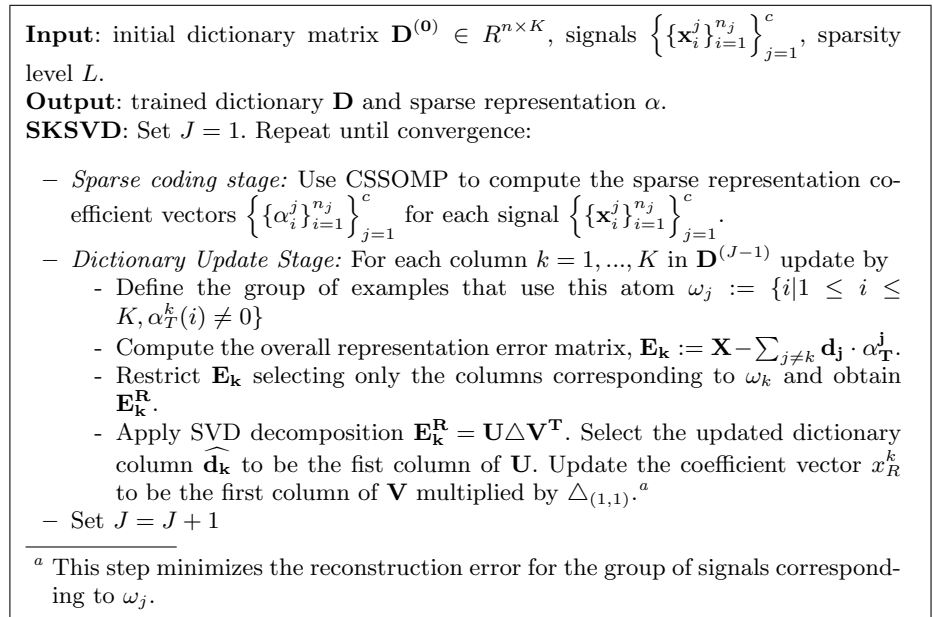 Input: initial dictionary matrix D^(0) ∈ R^{n×K}, signals {{x_i^j}_{i=1}^{n_j}}_{j=1}^c, sparsity
level L.
Output: trained dictionary D and sparse representation α.
SKSVD: Set J = 1. Repeat until convergence:
– Sparse coding stage: Use CSSOMP to compute the sparse representation co-
efficient vectors {{α_i^j}_{i=1}^{n_j}}_{j=1}^c for each signal {{x_i^j}_{i=1}^{n_j}}_{j=1}^c.
– Dictionary Update Stage: For each column k = 1, ..., K in D^(J−1) update by
- Define the group of examples that use this atom ω_j := {i|1 ≤ i ≤
K, α_T^k(i) ≠ 0}
- Compute the overall representation error matrix, E_k := X − ∑_{j≠k} d_j · α_T^j.
- Restrict E_k selecting only the columns corresponding to ω_k and obtain
E_k^R.
- Apply SVD decomposition E_k^R = U△V^T. Select the updated dictionary
column \widehat{d_k} to be the fist column of U. Update the coefficient vector x_R^k
to be the first column of V multiplied by △_(1,1).^a
– Set J = J + 1
^a This step minimizes the reconstruction error for the group of signals correspond-
ing to ω_j.